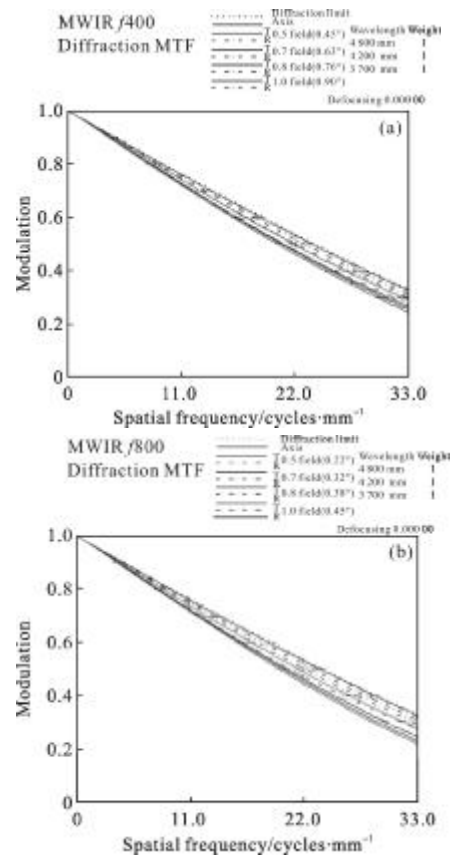 MWIR f400
Diffraction MTF
Diffraction limit
Axis
T
R 0.5 field(0.45°)
T
R 0.7 field(0.63°)
T
R 0.8 field(0.76°)
T
R 1.0 field(0.90°)
Wavelength Weight
4 800 mm 1
4 200 mm 1
3 700 mm 1
Defocusing 0.000 00
(a)
Modulation
1.0
0.8
0.6
0.4
0.2
0
0 11.0 22.0 33.0
Spatial frequency/cycles·mm⁻¹
MWIR f800
Diffraction MTF
Diffraction limit
Axis
T
R 0.5 field(0.22°)
T
R 0.7 field(0.32°)
T
R 0.8 field(0.38°)
T
R 1.0 field(0.45°)
Wavelength Weight
4 800 mm 1
4 200 mm 1
3 700 mm 1
Defocusing 0.000 00
(b)
Modulation
1.0
0.8
0.6
0.4
0.2
0
0 11.0 22.0 33.0
Spatial frequency/cycles·mm⁻¹